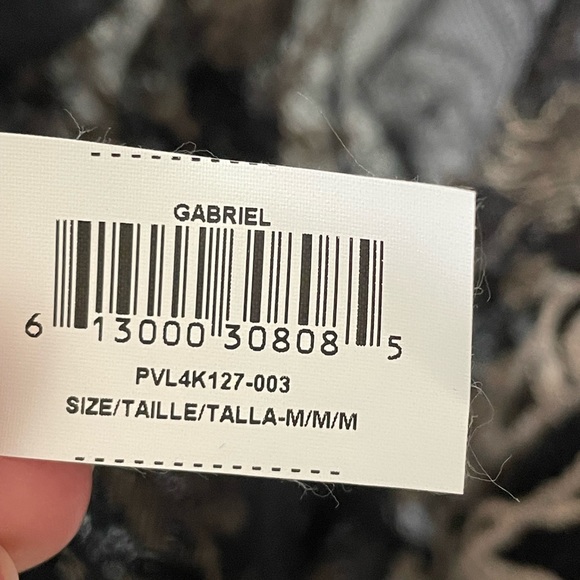 GABRIEL
6 13000 30808 5
PVL4K127-003
SIZE/TAILLE/TALLA-M/M/M